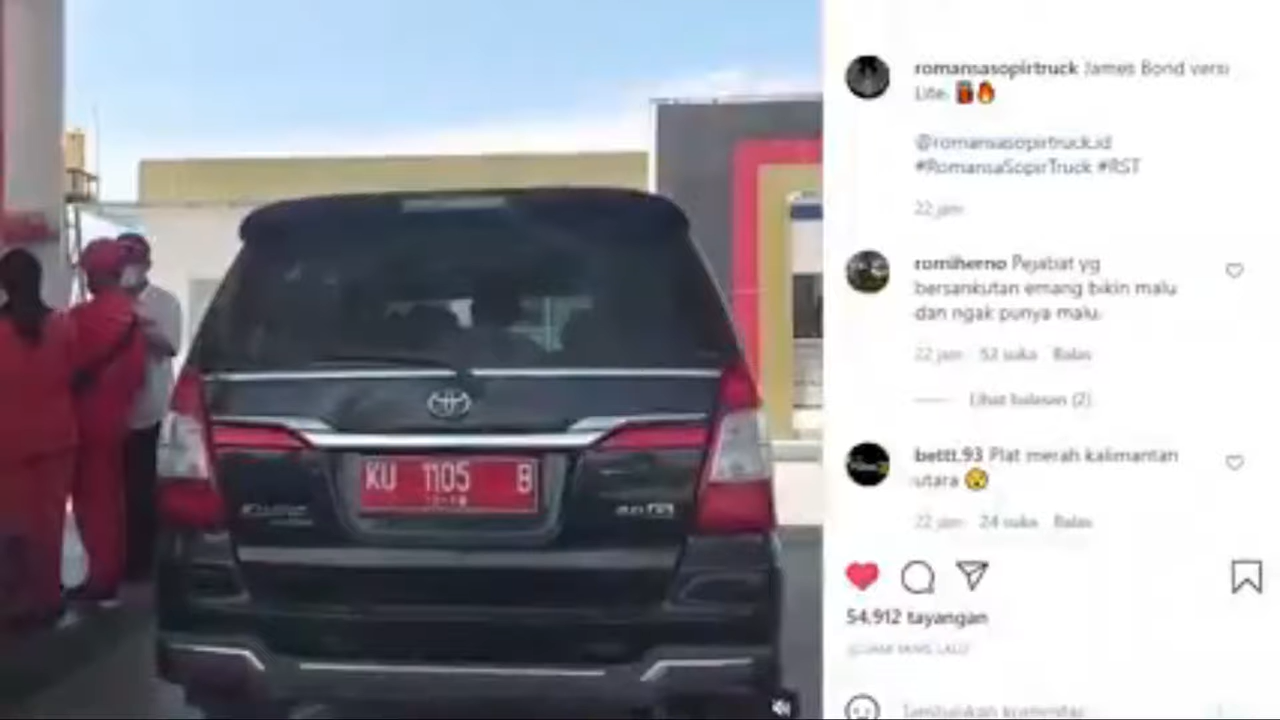 KU 1105 B
romansasopirtruck James Bond versi
Lite. ⛽🔥
@romansasopirtruck.id
#RomansaSopirTruck #RST
22 jam
romiherno Pejabat yg
bersankutan emang bikin malu
dan ngak punya malu.
22 jam 52 suka Balas
Lihat balasan (2)
bettt.93 Plat merah kalimantan
utara 😯
22 jam 24 suka Balas
54.912 tayangan